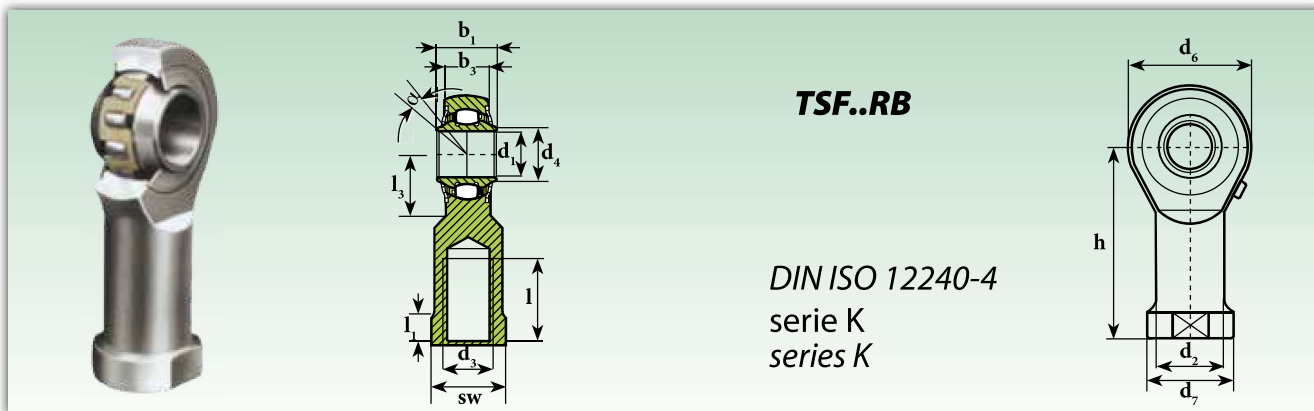 b₁
b₃
α
d₁
d₄
l₃
l
l₁
d₃
sw
TSF..RB
DIN ISO 12240-4
serie K
series K
d₆
h
d₂
d₇